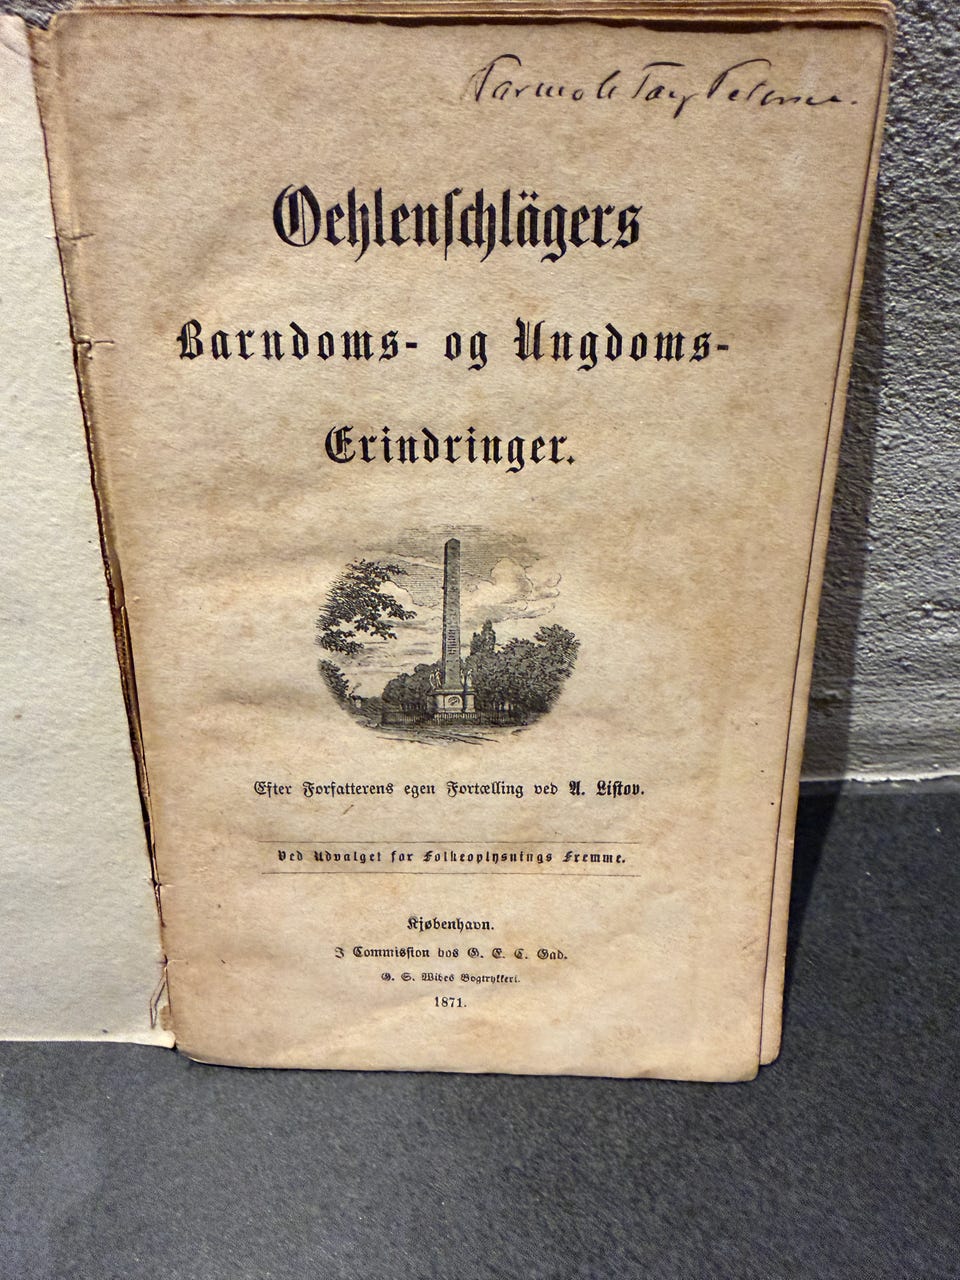 Oehlenschlägers
Barndoms- og Ungdoms-
Erindringer.
Efter Forfatterens egen Fortælling ved A. Listov.
Ved Udvalget for Folkeoplysnings Fremme.
Kjøbenhavn.
I Commission hos G. E. C. Gad.
G. S. Wibes Bogtrykkeri.
1871.